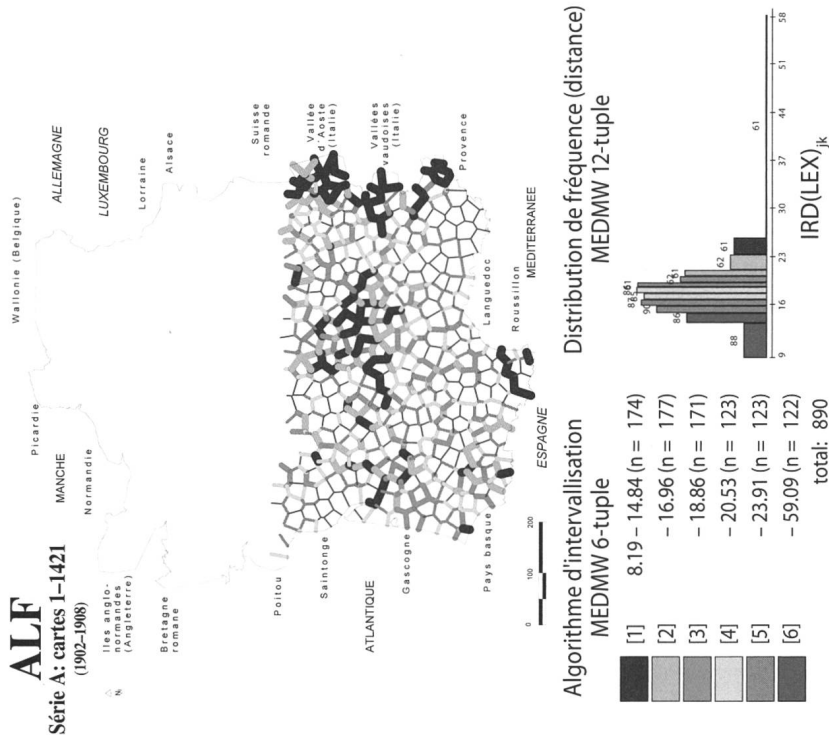 ALF
Série A: cartes 1–1421
(1902–1908)
Wallonie (Belgique)
Picardie
MANCHE
Normandie
Iles anglo-
normandes
(Angleterre)
Bretagne
romane
ALLEMAGNE
LUXEMBOURG
Lorraine
Alsace
Suisse
romande
Vallée
d'Aoste
(Italie)
Vallées
vaudoises
(Italie)
Provence
Poitou
Saintonge
ATLANTIQUE
Gascogne
Pays basque
Languedoc
Roussillon
MEDITERRANEE
ESPAGNE
N
0 100 200
Algorithme d'intervallisation
MEDMW 6-tuple
[1] 8.19 – 14.84 (n = 174)
[2] – 16.96 (n = 177)
[3] – 18.86 (n = 171)
[4] – 20.53 (n = 123)
[5] – 23.91 (n = 123)
[6] – 59.09 (n = 122)
total: 890
Distribution de fréquence (distance)
MEDMW 12-tuple
88 86 90 87 61 62 61 62 61 61
9 16 23 30 37 44 51 58
IRD(LEX)jk